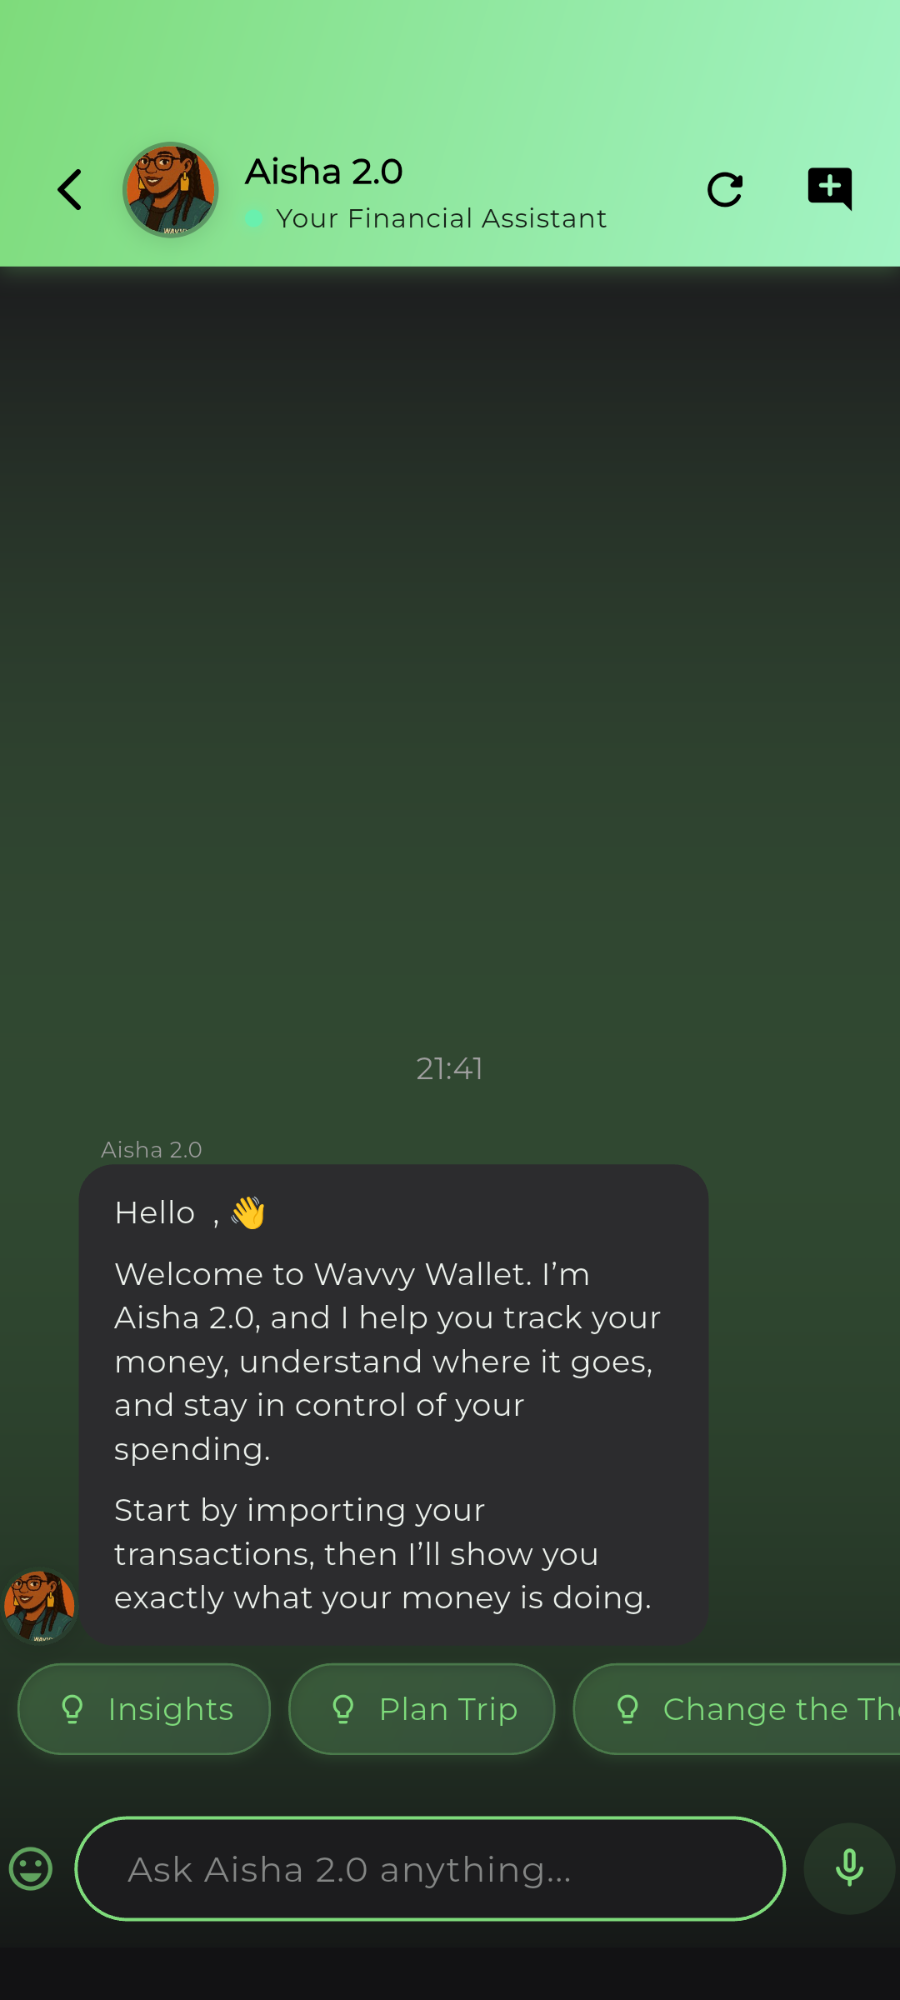 Aisha 2.0
Your Financial Assistant
21:41
Aisha 2.0
Hello  , 👋
Welcome to Wavvy Wallet. I’m
Aisha 2.0, and I help you track your
money, understand where it goes,
and stay in control of your
spending.
Start by importing your
transactions, then I’ll show you
exactly what your money is doing.
Insights
Plan Trip
Change the
Ask Aisha 2.0 anything...